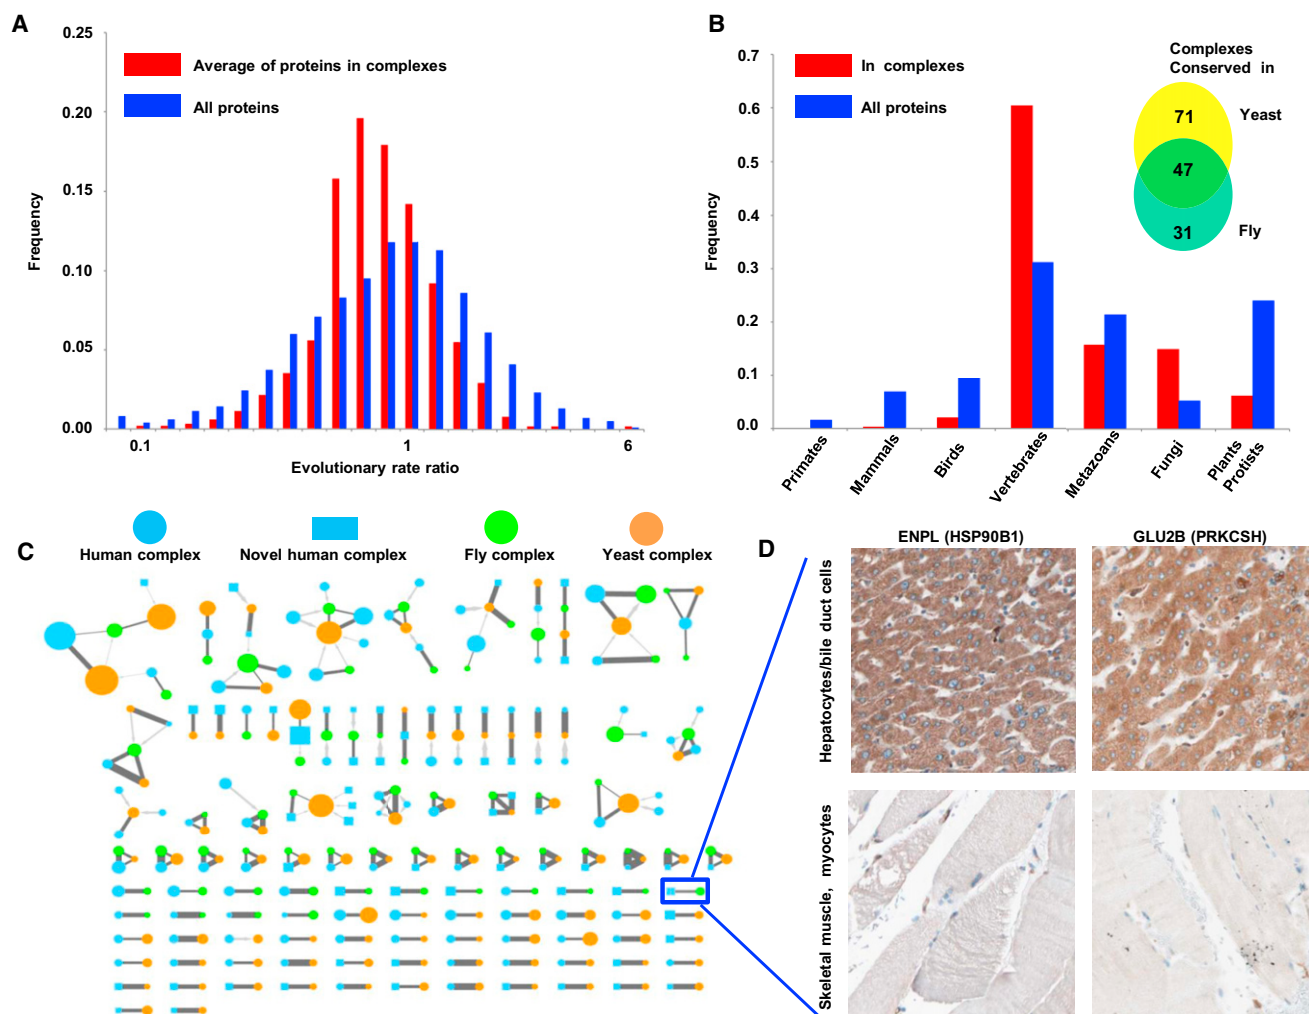 A
0.25
0.20
0.15
0.10
0.05
0.00
Frequency
Average of proteins in complexes
All proteins
0.1
1
6
Evolutionary rate ratio
B
0.7
0.6
0.5
0.4
0.3
0.2
0.1
0.0
Frequency
In complexes
All proteins
Complexes
Conserved in
71
Yeast
47
31
Fly
Primates
Mammals
Birds
Vertebrates
Metazoans
Fungi
Plants
Protists
C
Human complex
Novel human complex
Fly complex
Yeast complex
D
ENPL (HSP90B1)
GLU2B (PRKCSH)
Hepatocytes/bile duct cells
Skeletal muscle, myocytes